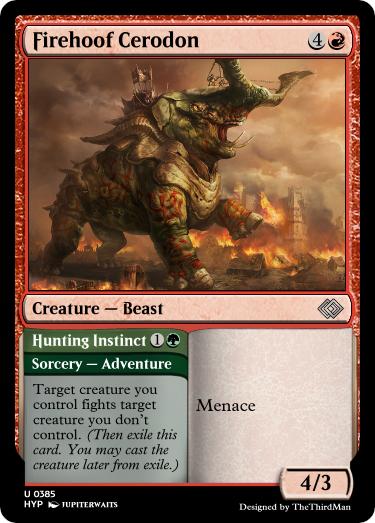 Firehoof Cerodon 4
Creature — Beast
Hunting Instinct 1
Sorcery — Adventure
Target creature you
control fights target
creature you don't
control. (Then exile this
card. You may cast the
creature later from exile.)
Menace
4/3
U 0385
HYP JUPITERWAITS
Designed by TheThirdMan